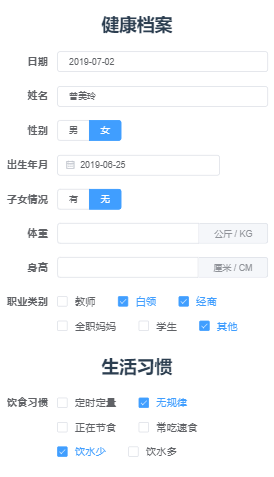 健康档案
日期 2019-07-02
姓名 曾美玲
性别 男 女
出生年月 2019-06-25
子女情况 有 无
体重 公斤 / KG
身高 厘米 / CM
职业类别 教师 白领 经商
全职妈妈 学生 其他
生活习惯
饮食习惯 定时定量 无规律
正在节食 常吃速食
饮水少 饮水多